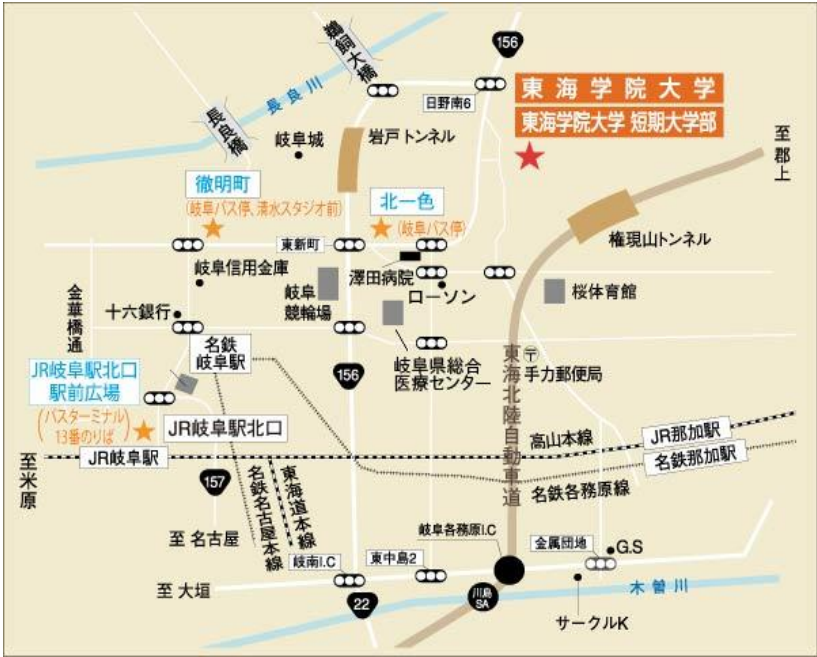 鵜飼大橋
156
長良川
長良橋
日野南6
東海学院大学
東海学院大学 短期大学部
至郡上
岐阜城
岩戸トンネル
徹明町
(岐阜バス停、清水スタジオ前)
北一色
(岐阜バス停)
権現山トンネル
東新町
澤田病院
岐阜信用金庫
岐阜
競輪場
ローソン
桜体育館
金華橋通
十六銀行
名鉄
岐阜駅
岐阜県総合
医療センター
〒
手力郵便局
東海北陸自動車道
JR岐阜駅北口
駅前広場
(バスターミナル
13番のりば)
156
JR岐阜駅北口
高山本線
JR那加駅
名鉄那加駅
至米原
JR岐阜駅
157
名鉄各務原線
東海道本線
名鉄名古屋本線
至 名古屋
岐阜各務原I.C
金属団地
G.S
岐南I.C
東中島2
至 大垣
22
川島
SA
木曽川
サークルK